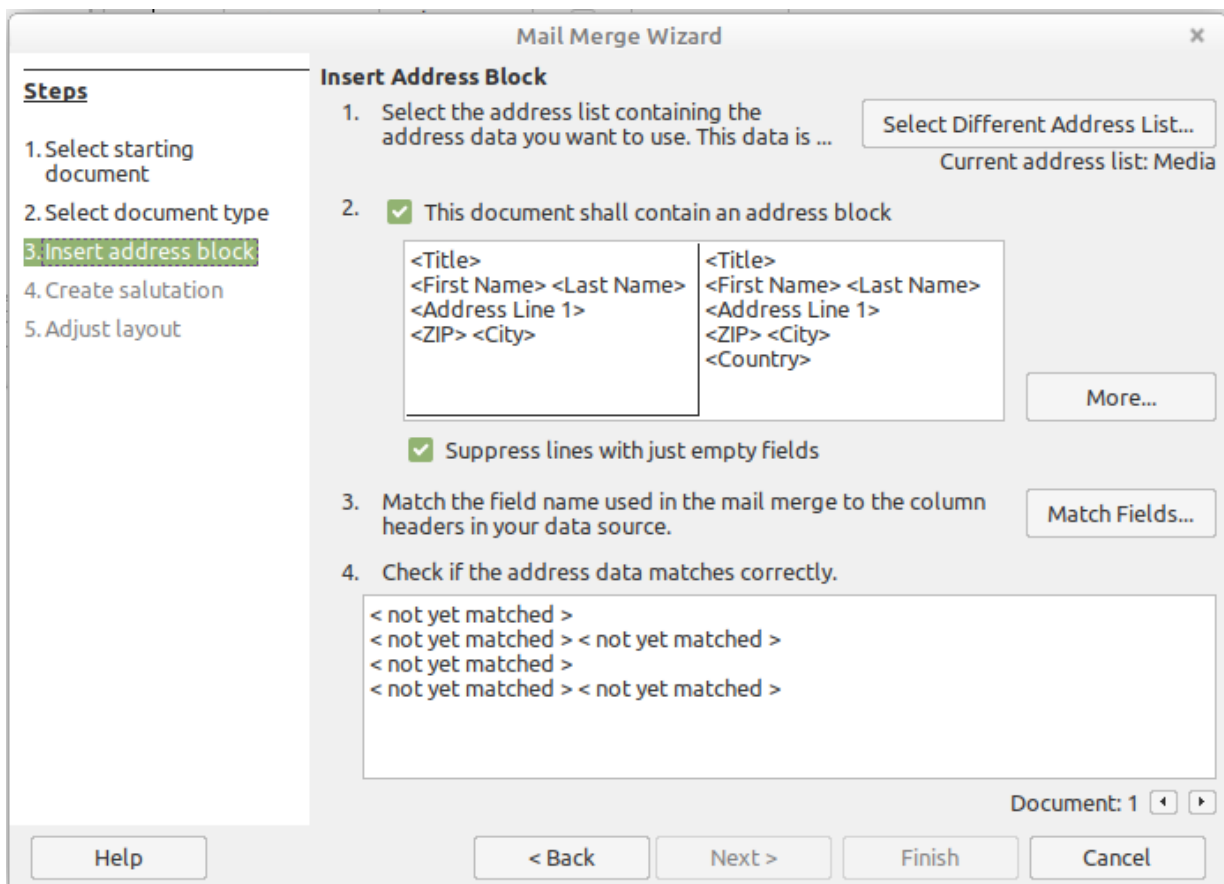 Mail Merge Wizard
Steps
1. Select starting
document
2. Select document type
3. Insert address block
4. Create salutation
5. Adjust layout
Insert Address Block
1. Select the address list containing the
address data you want to use. This data is ...
Select Different Address List...
Current address list: Media
2. This document shall contain an address block
<Title>
<First Name> <Last Name>
<Address Line 1>
<ZIP> <City>
<Title>
<First Name> <Last Name>
<Address Line 1>
<ZIP> <City>
<Country>
More...
Suppress lines with just empty fields
3. Match the field name used in the mail merge to the column
headers in your data source.
Match Fields...
4. Check if the address data matches correctly.
< not yet matched >
< not yet matched > < not yet matched >
< not yet matched >
< not yet matched > < not yet matched >
Document: 1
Help
< Back
Next >
Finish
Cancel